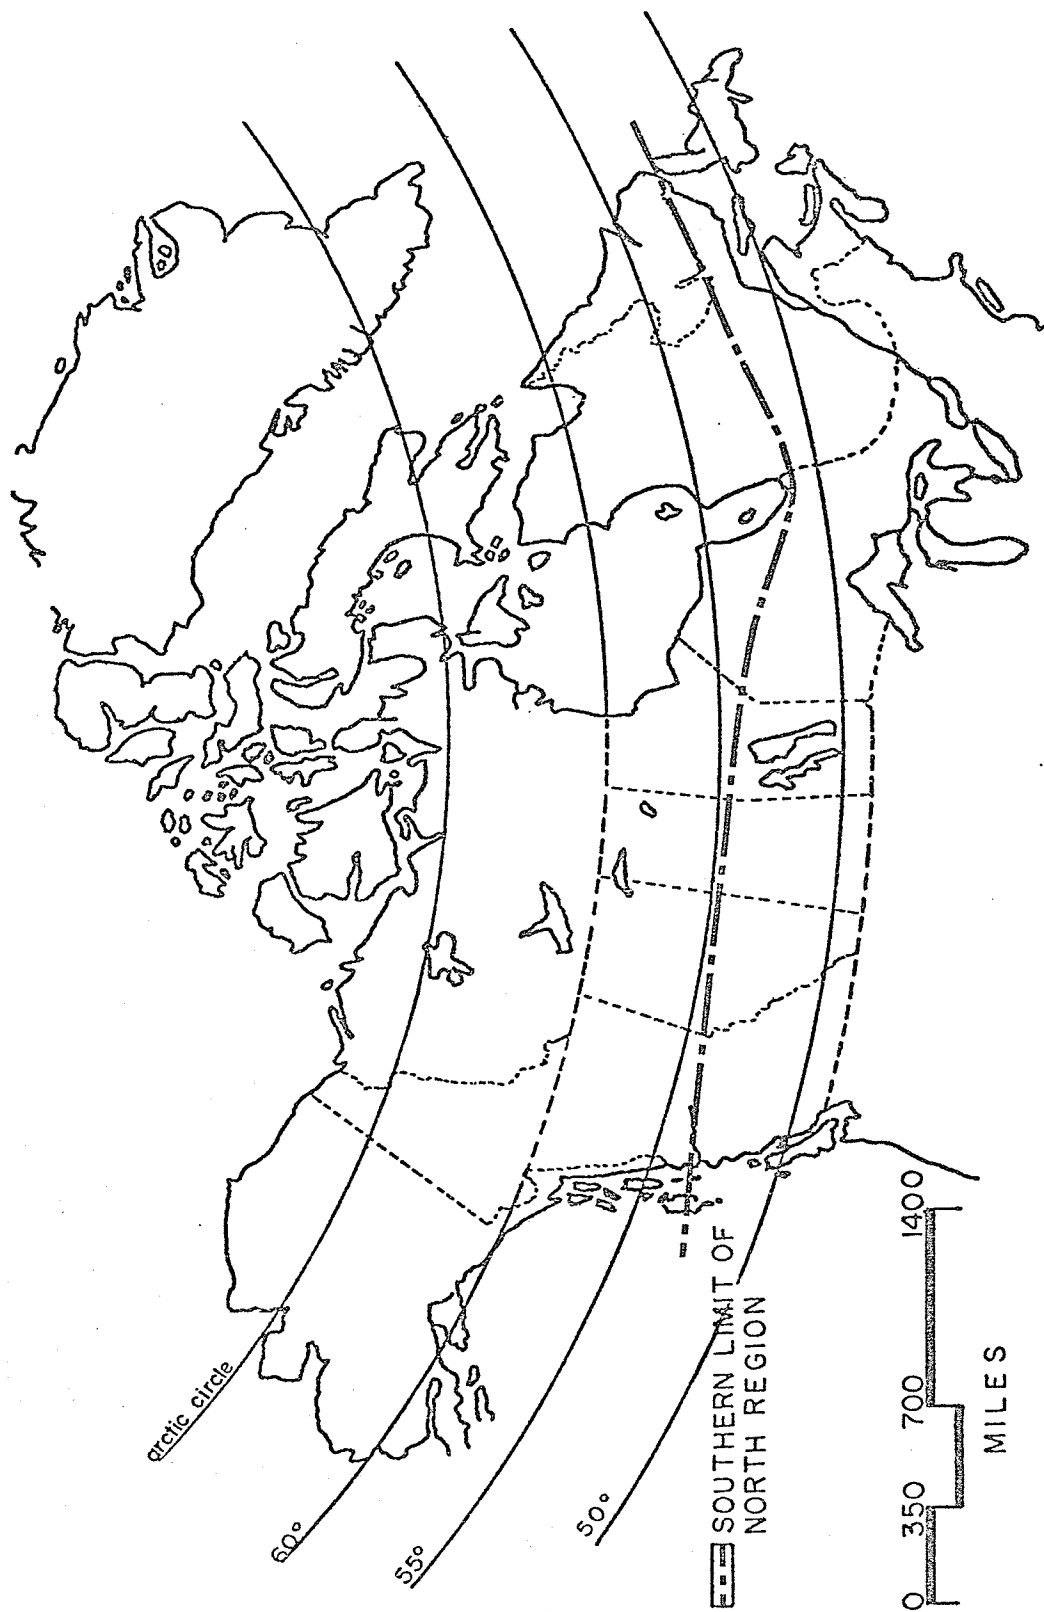 arctic circle
60°
55°
50°
SOUTHERN LIMIT OF
NORTH REGION
0 350 700 1400
MILES